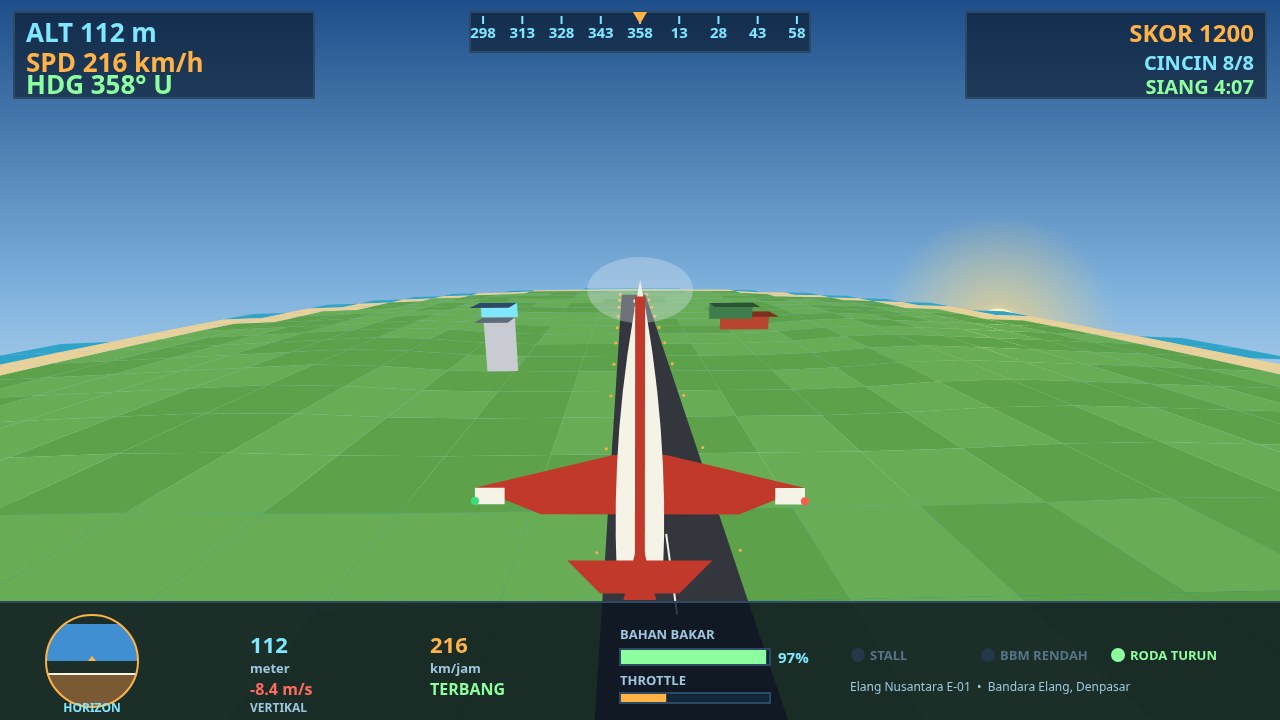 ALT 112 m
SPD 216 km/h
HDG 358° U
298 313 328 343 358 13 28 43 58
SKOR 1200
CINCIN 8/8
SIANG 4:07
HORIZON
112
meter
-8.4 m/s
VERTIKAL
216
km/jam
TERBANG
BAHAN BAKAR
97%
THROTTLE
STALL
BBM RENDAH
RODA TURUN
Elang Nusantara E-01 • Bandara Elang, Denpasar